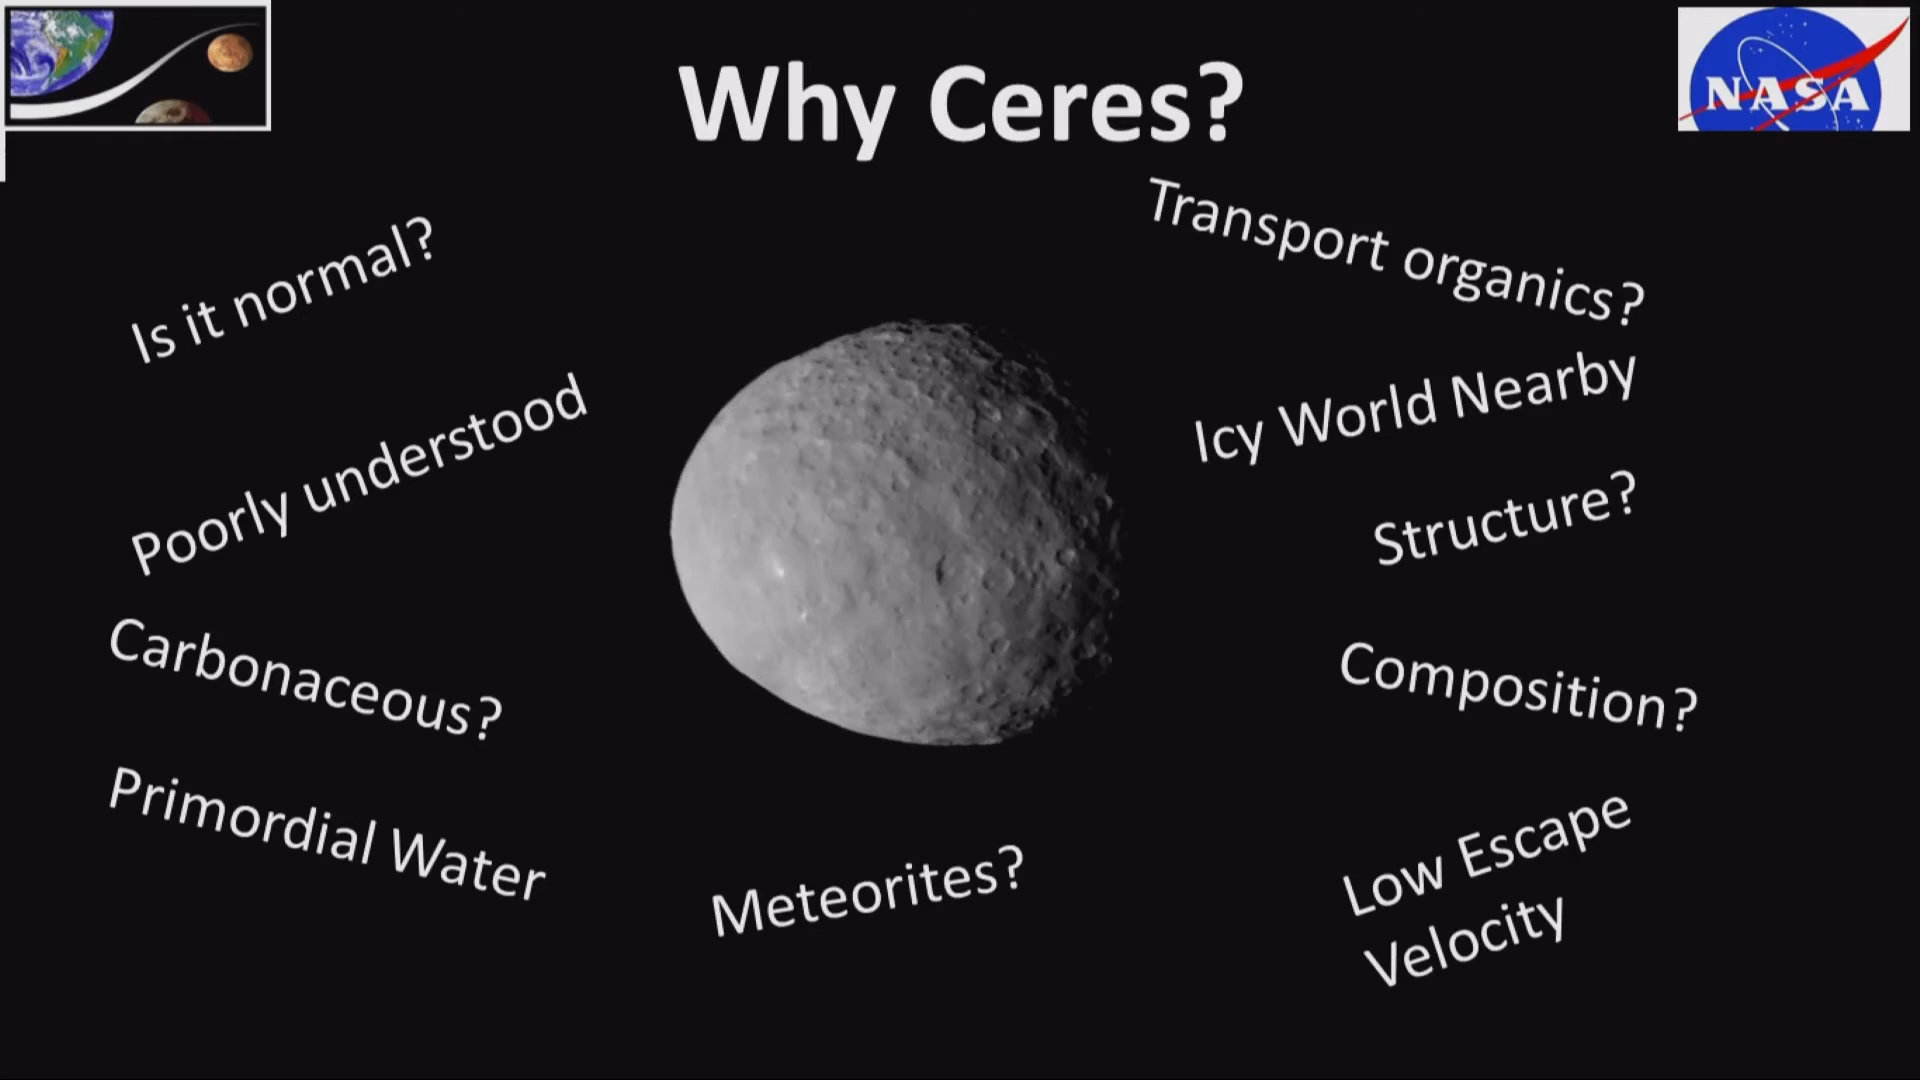 Why Ceres?
NASA
Is it normal?
Transport organics?
Poorly understood
Icy World Nearby
Structure?
Carbonaceous?
Composition?
Primordial Water
Meteorites?
Low Escape
Velocity